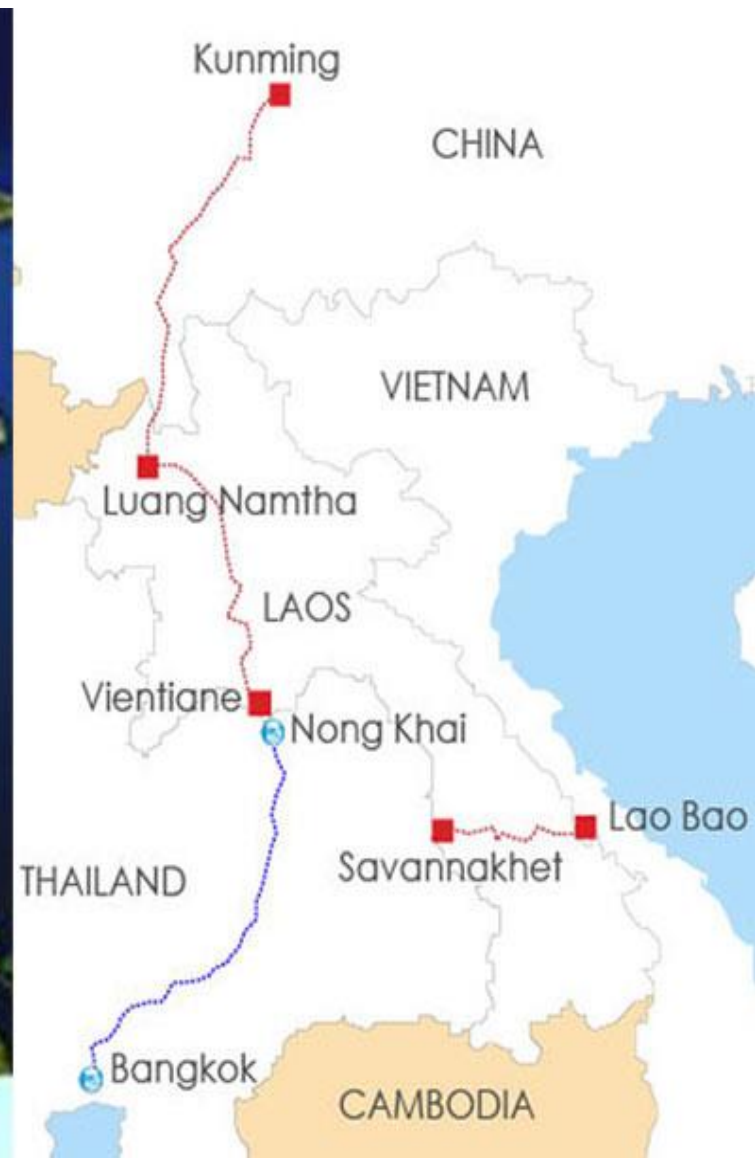 Kunming
CHINA
VIETNAM
Luang Namtha
LAOS
Vientiane
Nong Khai
Lao Bao
Savannakhet
THAILAND
Bangkok
CAMBODIA